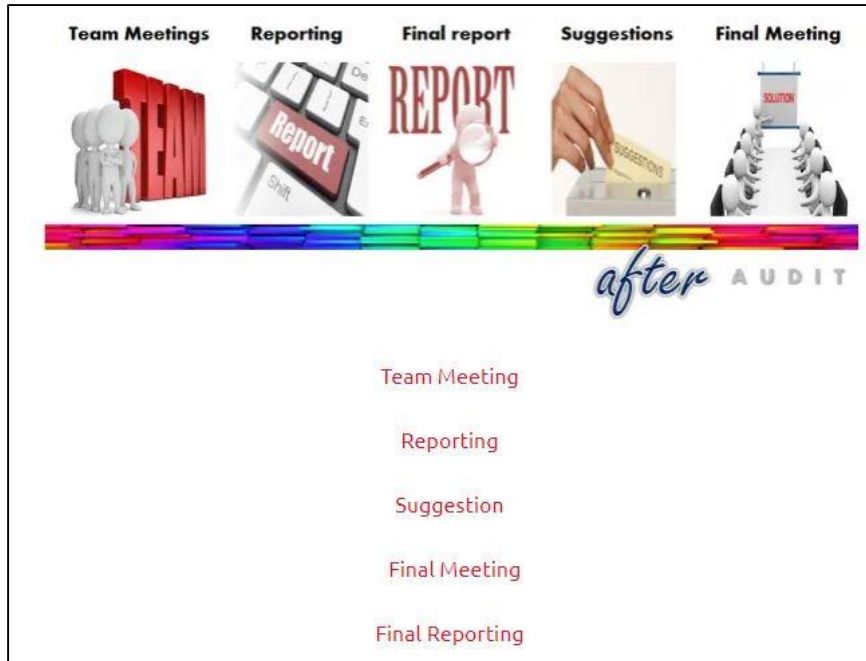 Team Meetings Reporting Final report Suggestions Final Meeting
TEAM
Report
Shift
REPORT
SUGGESTIONS
SOLUTION
after AUDIT
Team Meeting
Reporting
Suggestion
Final Meeting
Final Reporting